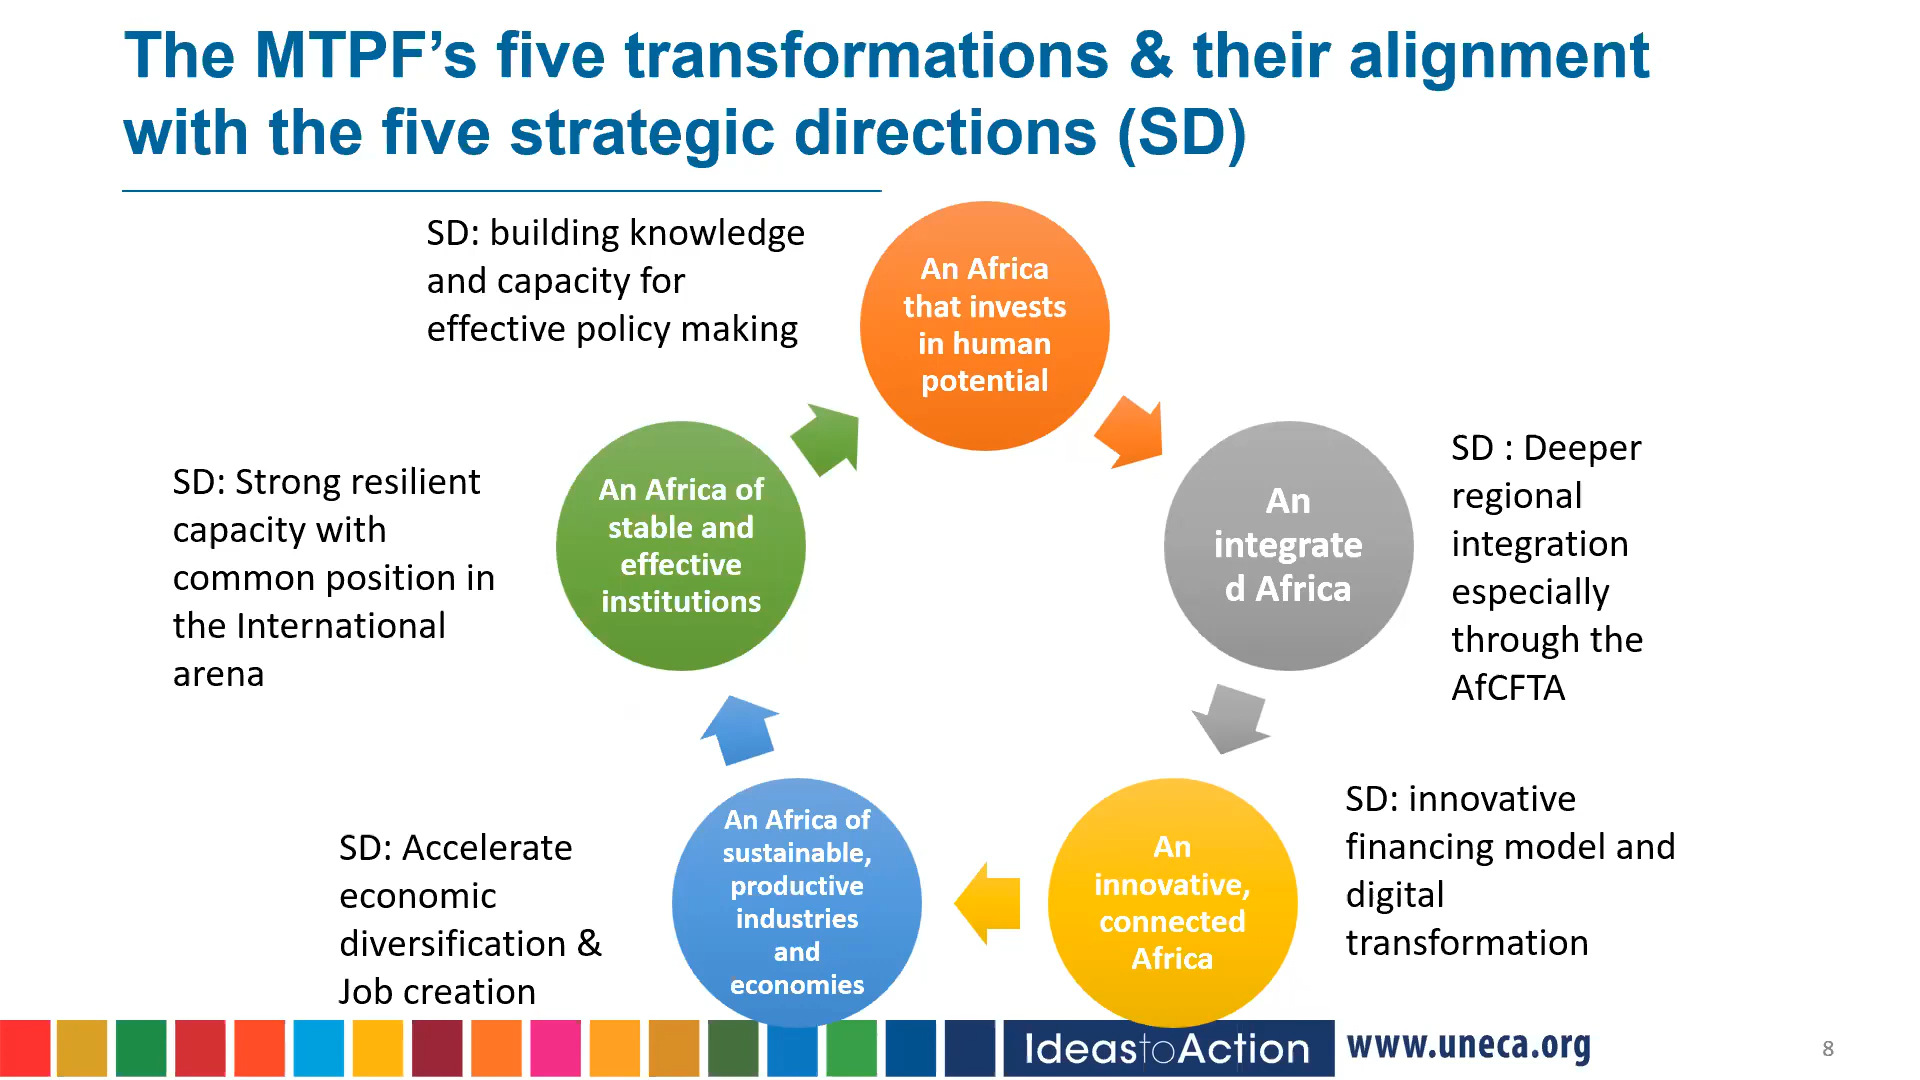 The MTPF’s five transformations & their alignment
with the five strategic directions (SD)
SD: building knowledge
and capacity for
effective policy making
An Africa
that invests
in human
potential
SD: Strong resilient
capacity with
common position in
the International
arena
An Africa of
stable and
effective
institutions
An
integrate
d Africa
SD : Deeper
regional
integration
especially
through the
AfCFTA
SD: Accelerate
economic
diversification &
Job creation
An Africa of
sustainable,
productive
industries
and
economies
An
innovative,
connected
Africa
SD: innovative
financing model and
digital
transformation
IdeastoAction
www.uneca.org
8